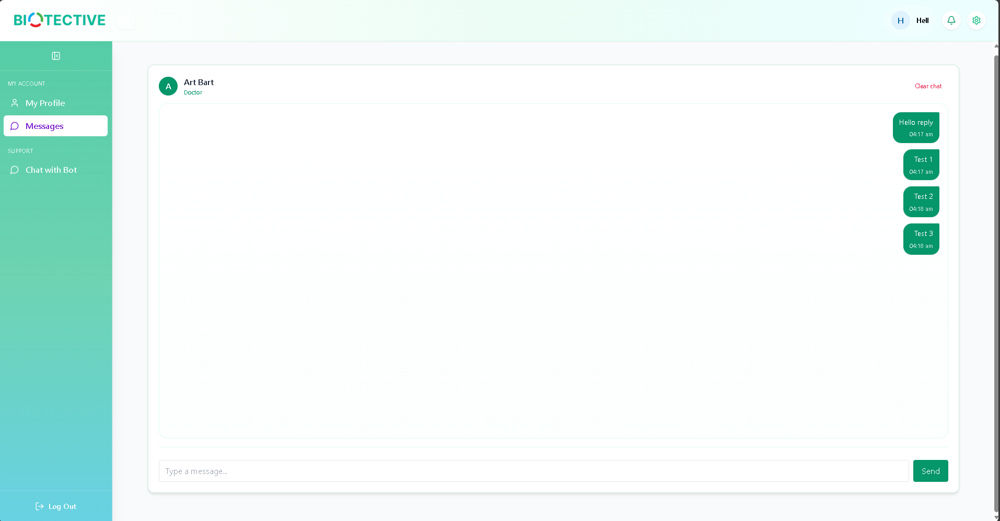 BIOTECTIVE
H
Hell
MY ACCOUNT
My Profile
Messages
SUPPORT
Chat with Bot
Log Out
A
Art Bart
Doctor
Clear chat
Hello reply
04:17 am
Test 1
04:17 am
Test 2
04:18 am
Test 3
04:18 am
Type a message...
Send